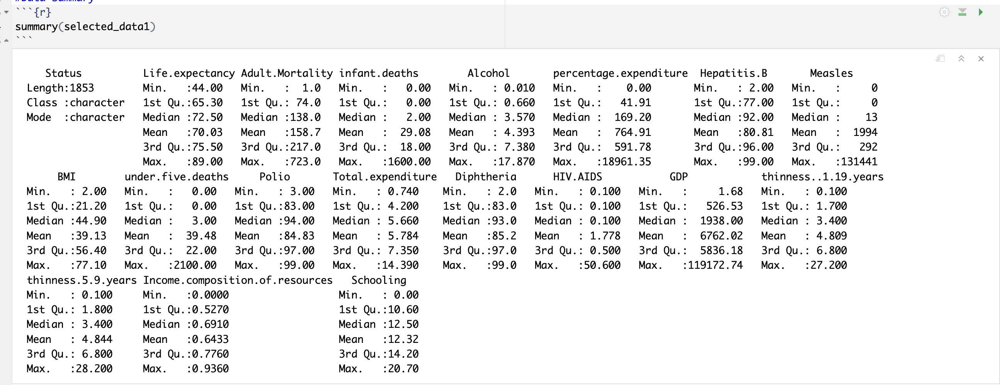 #Data Summary
```{r}
summary(selected_data1)
```
Status Life.expectancy Adult.Mortality infant.deaths Alcohol percentage.expenditure Hepatitis.B Measles
Length:1853 Min. :44.00 Min. : 1.0 Min. : 0.00 Min. : 0.010 Min. : 0.00 Min. : 2.00 Min. : 0
Class :character 1st Qu.:65.30 1st Qu.: 74.0 1st Qu.: 0.00 1st Qu.: 0.660 1st Qu.: 41.91 1st Qu.:77.00 1st Qu.: 0
Mode :character Median :72.50 Median :138.0 Median : 2.00 Median : 3.570 Median : 169.20 Median :92.00 Median : 13
Mean :70.03 Mean :158.7 Mean : 29.08 Mean : 4.393 Mean : 764.91 Mean :80.81 Mean : 1994
3rd Qu.:75.50 3rd Qu.:217.0 3rd Qu.: 18.00 3rd Qu.: 7.380 3rd Qu.: 591.78 3rd Qu.:96.00 3rd Qu.: 292
Max. :89.00 Max. :723.0 Max. :1600.00 Max. :17.870 Max. :18961.35 Max. :99.00 Max. :131441
BMI under.five.deaths Polio Total.expenditure Diphtheria HIV.AIDS GDP thinness..1.19.years
Min. : 2.00 Min. : 0.00 Min. : 3.00 Min. : 0.740 Min. : 2.0 Min. : 0.100 Min. : 1.68 Min. : 0.100
1st Qu.:21.20 1st Qu.: 0.00 1st Qu.:83.00 1st Qu.: 4.200 1st Qu.:83.0 1st Qu.: 0.100 1st Qu.: 526.53 1st Qu.: 1.700
Median :44.90 Median : 3.00 Median :94.00 Median : 5.660 Median :93.0 Median : 0.100 Median : 1938.00 Median : 3.400
Mean :39.13 Mean : 39.48 Mean :84.83 Mean : 5.784 Mean :85.2 Mean : 1.778 Mean : 6762.02 Mean : 4.809
3rd Qu.:56.40 3rd Qu.: 22.00 3rd Qu.:97.00 3rd Qu.: 7.350 3rd Qu.:97.0 3rd Qu.: 0.500 3rd Qu.: 5836.18 3rd Qu.: 6.800
Max. :77.10 Max. :2100.00 Max. :99.00 Max. :14.390 Max. :99.0 Max. :50.600 Max. :119172.74 Max. :27.200
thinness.5.9.years Income.composition.of.resources Schooling
Min. : 0.100 Min. :0.0000 Min. : 0.00
1st Qu.: 1.800 1st Qu.:0.5270 1st Qu.:10.60
Median : 3.400 Median :0.6910 Median :12.50
Mean : 4.844 Mean :0.6433 Mean :12.32
3rd Qu.: 6.800 3rd Qu.:0.7760 3rd Qu.:14.20
Max. :28.200 Max. :0.9360 Max. :20.70